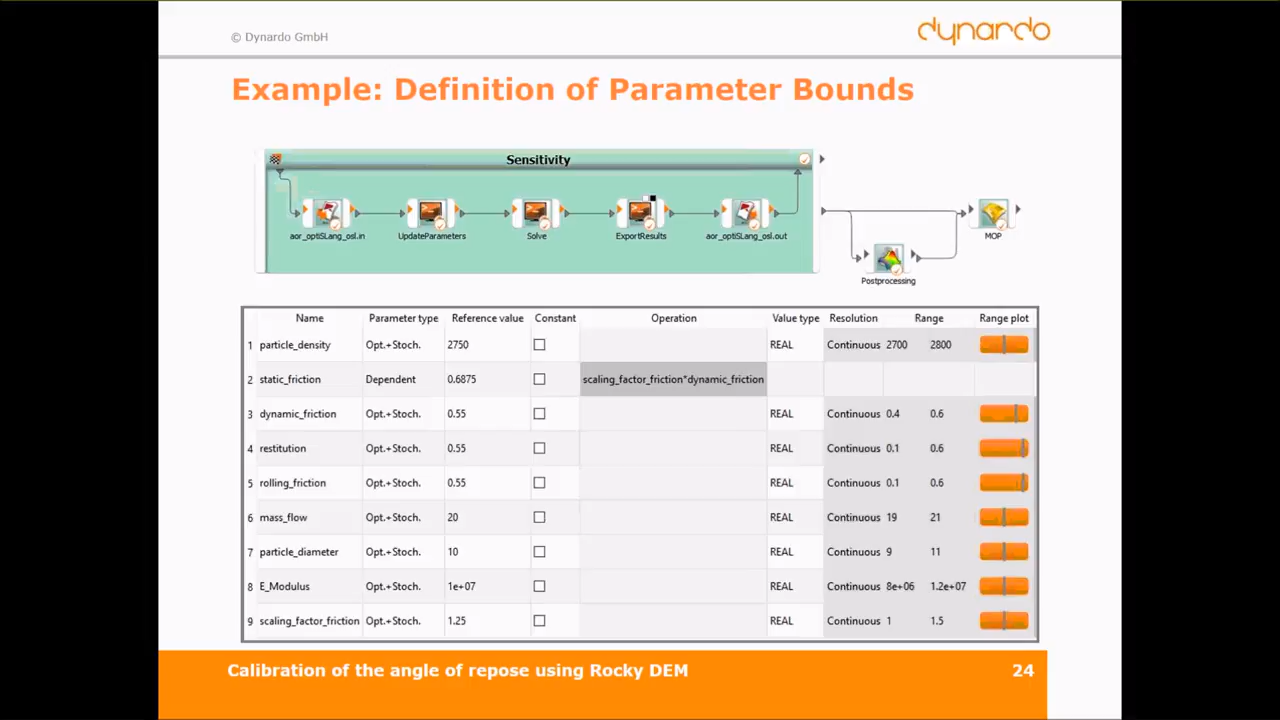 © Dynardo GmbH
dynardo
Example: Definition of Parameter Bounds
Sensitivity
aor_optiSLang_osl.in UpdateParameters Solve ExportResults aor_optiSLang_osl.out MOP
Postprocessing
Name Parameter type Reference value Constant Operation Value type Resolution Range Range plot
1 particle_density Opt.+Stoch. 2750 REAL Continuous 2700 2800
2 static_friction Dependent 0.6875 scaling_factor_friction*dynamic_friction
3 dynamic_friction Opt.+Stoch. 0.55 REAL Continuous 0.4 0.6
4 restitution Opt.+Stoch. 0.55 REAL Continuous 0.1 0.6
5 rolling_friction Opt.+Stoch. 0.55 REAL Continuous 0.1 0.6
6 mass_flow Opt.+Stoch. 20 REAL Continuous 19 21
7 particle_diameter Opt.+Stoch. 10 REAL Continuous 9 11
8 E_Modulus Opt.+Stoch. 1e+07 REAL Continuous 8e+06 1.2e+07
9 scaling_factor_friction Opt.+Stoch. 1.25 REAL Continuous 1 1.5
Calibration of the angle of repose using Rocky DEM 24